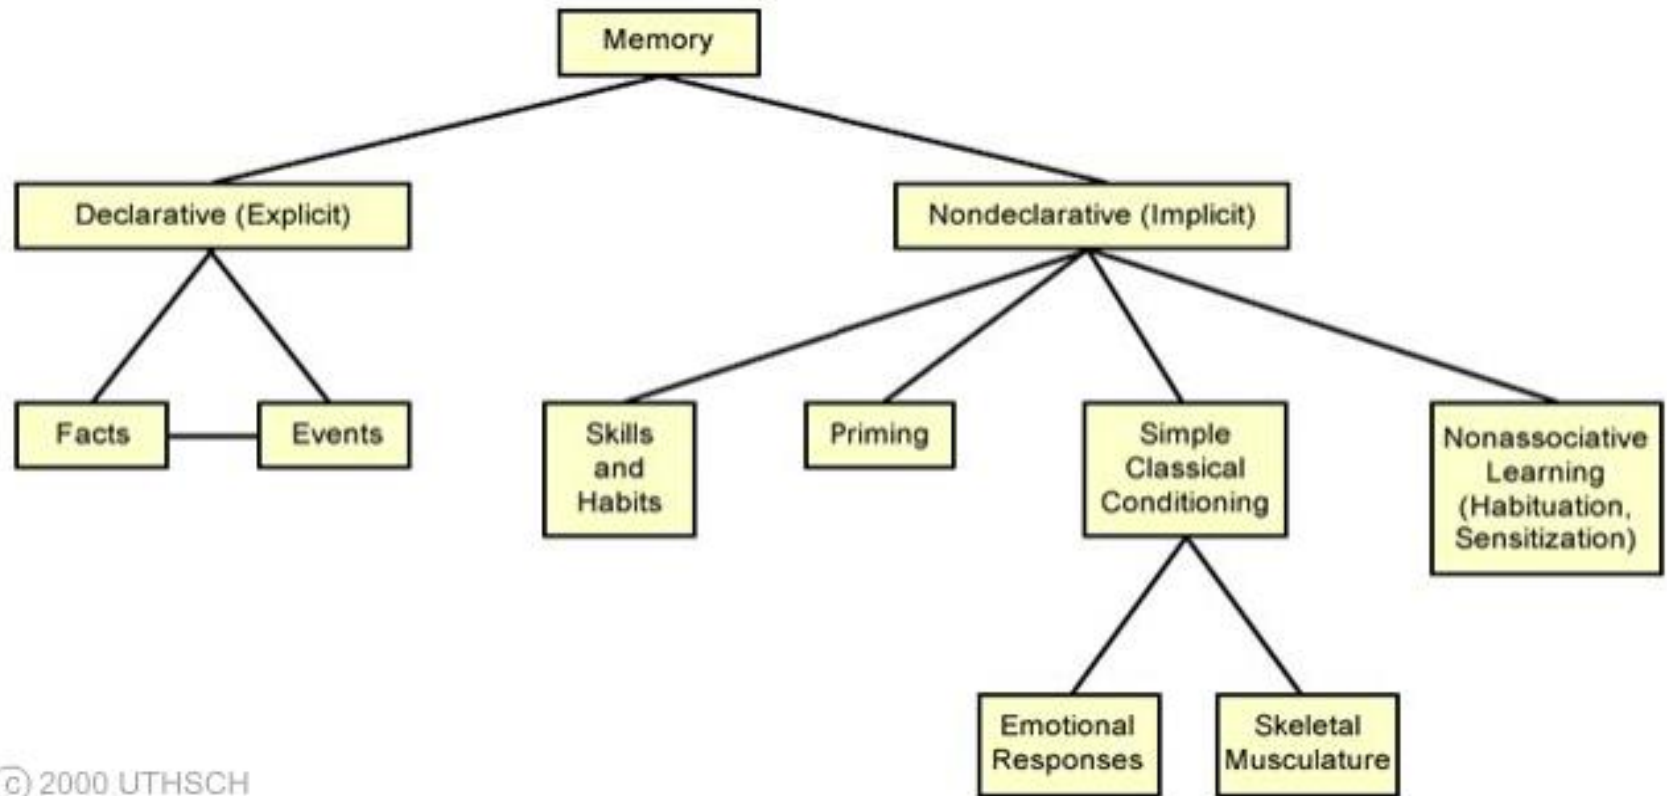 Memory
Declarative (Explicit)
Nondeclarative (Implicit)
Facts
Events
Skills
and
Habits
Priming
Simple
Classical
Conditioning
Nonassociative
Learning
(Habituation,
Sensitization)
Emotional
Responses
Skeletal
Musculature
© 2000 UTHSCH